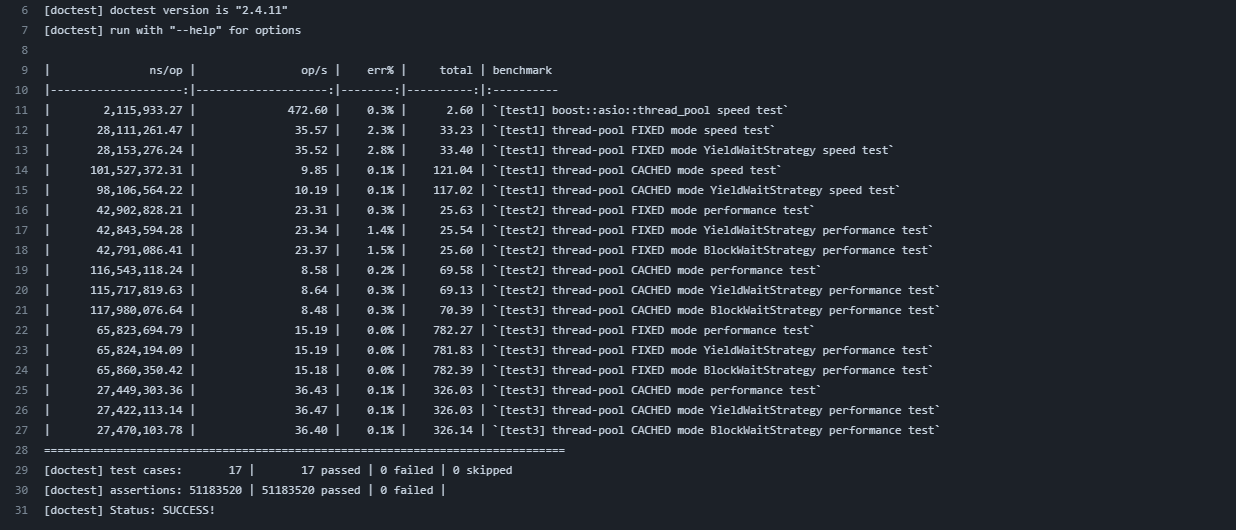 6 [doctest] doctest version is "2.4.11"
7 [doctest] run with "--help" for options
8
9 |               ns/op |                op/s |    err% |     total | benchmark
10 |--------------------:|--------------------:|--------:|----------:|:----------
11 |        2,115,933.27 |              472.60 |    0.3% |      2.60 | `[test1] boost::asio::thread_pool speed test`
12 |       28,111,261.47 |               35.57 |    2.3% |     33.23 | `[test1] thread-pool FIXED mode speed test`
13 |       28,153,276.24 |               35.52 |    2.8% |     33.40 | `[test1] thread-pool FIXED mode YieldWaitStrategy speed test`
14 |      101,527,372.31 |                9.85 |    0.1% |    121.04 | `[test1] thread-pool CACHED mode speed test`
15 |       98,106,564.22 |               10.19 |    0.1% |    117.02 | `[test1] thread-pool CACHED mode YieldWaitStrategy speed test`
16 |       42,902,828.21 |               23.31 |    0.3% |     25.63 | `[test2] thread-pool FIXED mode performance test`
17 |       42,843,594.28 |               23.34 |    1.4% |     25.54 | `[test2] thread-pool FIXED mode YieldWaitStrategy performance test`
18 |       42,791,086.41 |               23.37 |    1.5% |     25.60 | `[test2] thread-pool FIXED mode BlockWaitStrategy performance test`
19 |      116,543,118.24 |                8.58 |    0.2% |     69.58 | `[test2] thread-pool CACHED mode performance test`
20 |      115,717,819.63 |                8.64 |    0.3% |     69.13 | `[test2] thread-pool CACHED mode YieldWaitStrategy performance test`
21 |      117,980,076.64 |                8.48 |    0.3% |     70.39 | `[test3] thread-pool CACHED mode BlockWaitStrategy performance test`
22 |       65,823,694.79 |               15.19 |    0.0% |    782.27 | `[test3] thread-pool FIXED mode performance test`
23 |       65,824,194.09 |               15.19 |    0.0% |    781.83 | `[test3] thread-pool FIXED mode YieldWaitStrategy performance test`
24 |       65,860,350.42 |               15.18 |    0.0% |    782.39 | `[test3] thread-pool FIXED mode BlockWaitStrategy performance test`
25 |       27,449,303.36 |               36.43 |    0.1% |    326.03 | `[test3] thread-pool CACHED mode performance test`
26 |       27,422,113.14 |               36.47 |    0.1% |    326.03 | `[test3] thread-pool CACHED mode YieldWaitStrategy performance test`
27 |       27,470,103.78 |               36.40 |    0.1% |    326.14 | `[test3] thread-pool CACHED mode BlockWaitStrategy performance test`
28 ===============================================================================
29 [doctest] test cases:       17 |       17 passed | 0 failed | 0 skipped
30 [doctest] assertions: 51183520 | 51183520 passed | 0 failed |
31 [doctest] Status: SUCCESS!